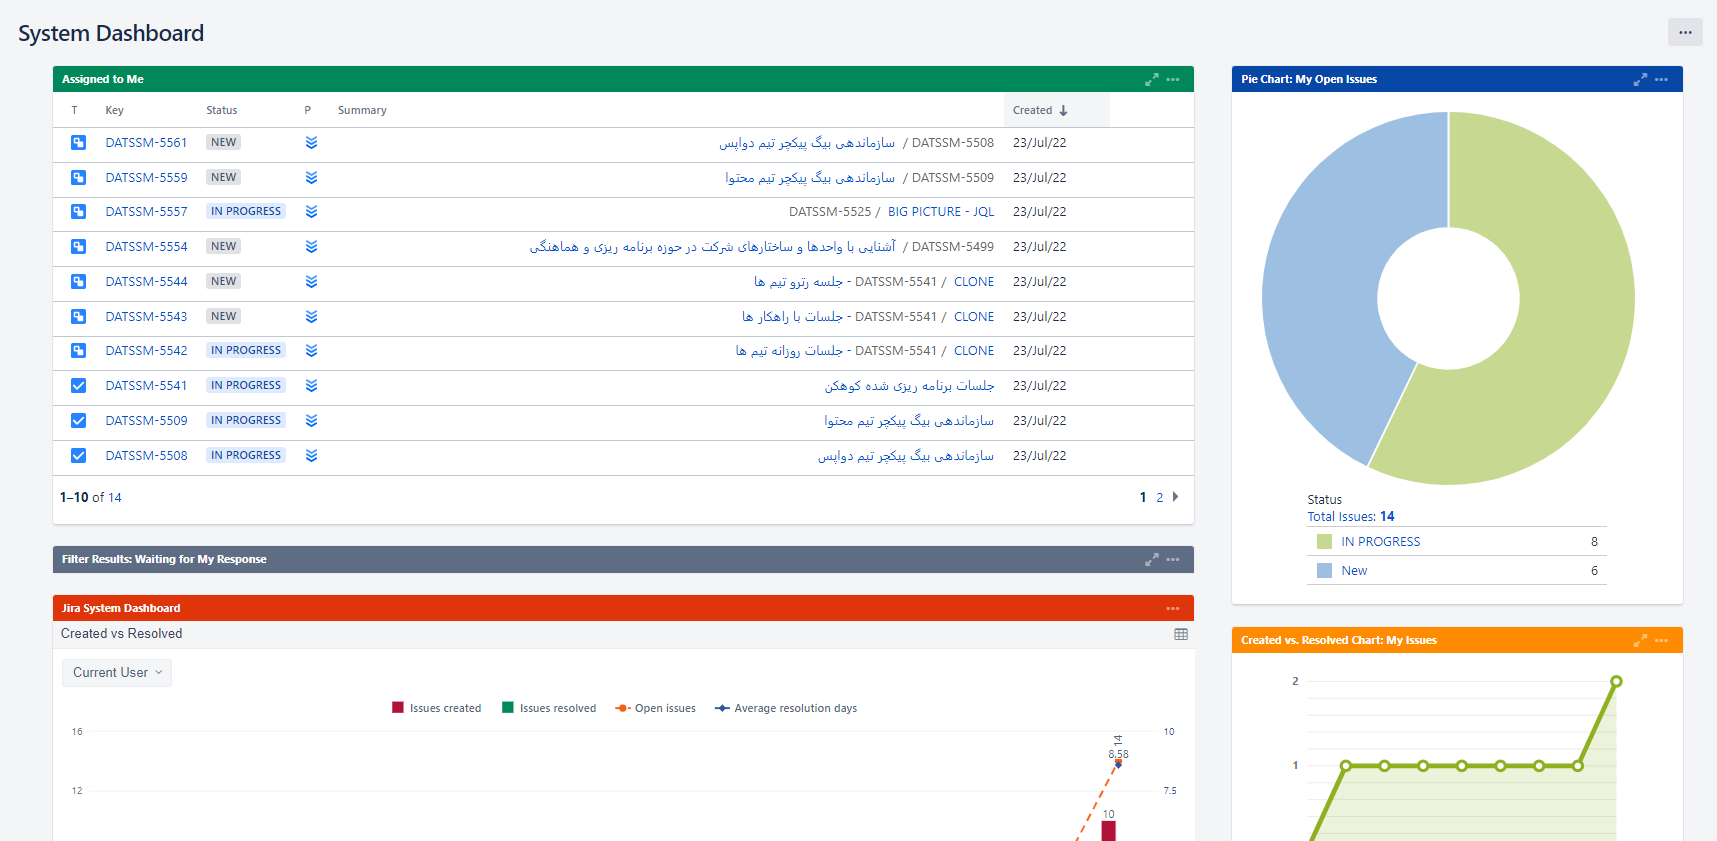 System Dashboard
Assigned to Me
T Key Status P Summary Created
DATSSM-5561 NEW DATSSM-5508 / سازماندهی بیگ پیکچر تیم دواپس 23/Jul/22
DATSSM-5559 NEW DATSSM-5509 / سازماندهی بیگ پیکچر تیم محتوا 23/Jul/22
DATSSM-5557 IN PROGRESS DATSSM-5525 / BIG PICTURE - JQL 23/Jul/22
DATSSM-5554 NEW DATSSM-5499 / آشنایی با واحدها و ساختارهای شرکت در حوزه برنامه ریزی و هماهنگی 23/Jul/22
DATSSM-5544 NEW DATSSM-5541 / CLONE - جلسه رترو تیم ها 23/Jul/22
DATSSM-5543 NEW DATSSM-5541 / CLONE - جلسات با راهکار ها 23/Jul/22
DATSSM-5542 IN PROGRESS DATSSM-5541 / CLONE - جلسات روزانه تیم ها 23/Jul/22
DATSSM-5541 IN PROGRESS جلسات برنامه ریزی شده کوهکن 23/Jul/22
DATSSM-5509 IN PROGRESS سازماندهی بیگ پیکچر تیم محتوا 23/Jul/22
DATSSM-5508 IN PROGRESS سازماندهی بیگ پیکچر تیم دواپس 23/Jul/22
1–10 of 14 1 2
Filter Results: Waiting for My Response
Jira System Dashboard
Created vs Resolved
Current User
Issues created Issues resolved Open issues Average resolution days
16 10
14
8.58
12 7.5
10
Pie Chart: My Open Issues
Status
Total Issues: 14
IN PROGRESS 8
New 6
Created vs. Resolved Chart: My Issues
2
1